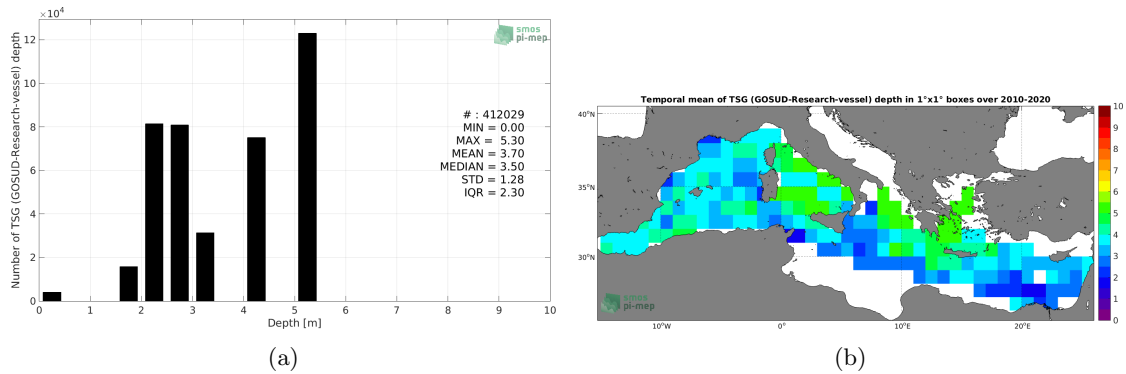 ×10⁴
12
10
8
6
4
2
0
Number of TSG (GOSUD-Research-vessel) depth
smos
pi-mep
# : 412029
MIN = 0.00
MAX = 5.30
MEAN = 3.70
MEDIAN = 3.50
STD = 1.28
IQR = 2.30
0 1 2 3 4 5 6 7 8 9 10
Depth [m]
(a)
Temporal mean of TSG (GOSUD-Research-vessel) depth in 1°x1° boxes over 2010-2020
40°N
35°N
30°N
10°W 0° 10°E 20°E
smos
pi-mep
10
9
8
7
6
5
4
3
2
1
0
(b)